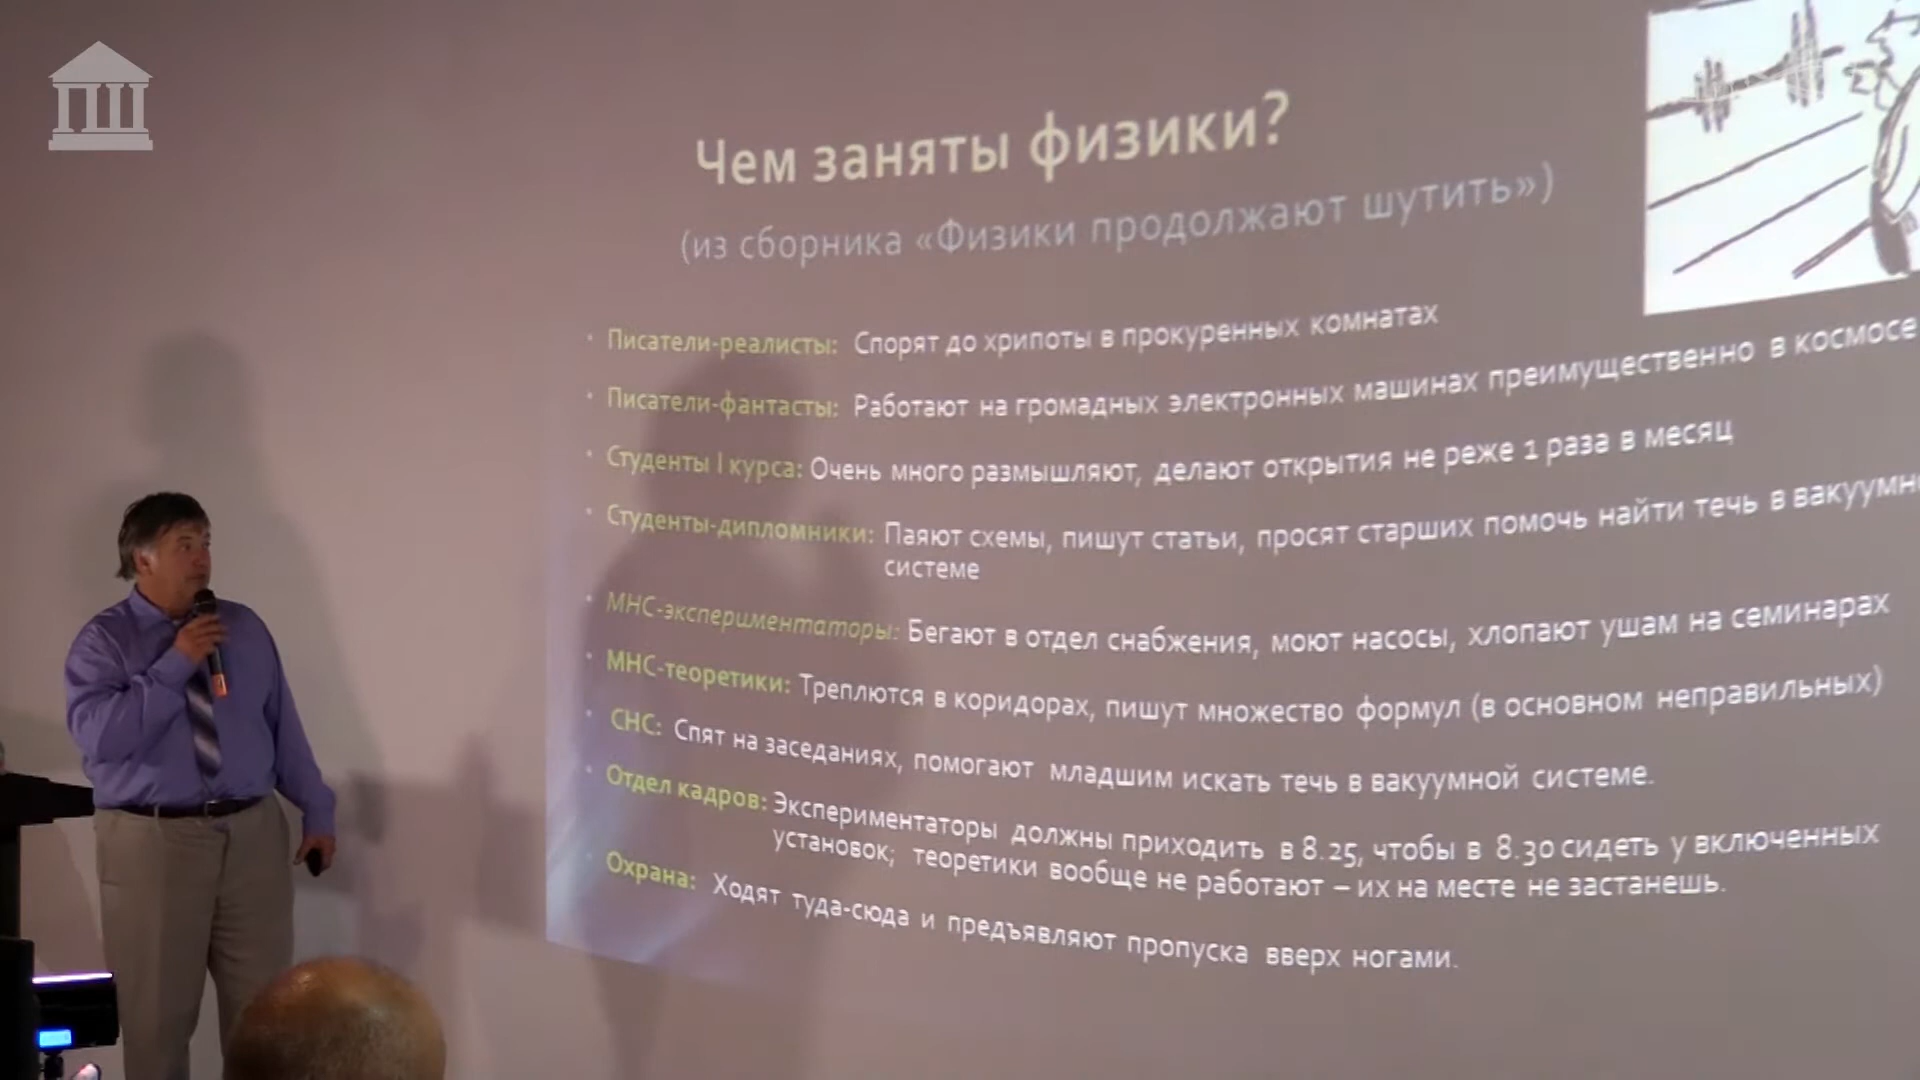 Чем заняты физики?
(из сборника «Физики продолжают шутить»)
Писатели-реалисты: Спорят до хрипоты в прокуренных комнатах
Писатели-фантасты: Работают на громадных электронных машинах преимущественно в космосе
Студенты I курса: Очень много размышляют, делают открытия не реже 1 раза в месяц
Студенты-дипломники: Паяют схемы, пишут статьи, просят старших помочь найти течь в
системе
МНС-экспериментаторы: Бегают в отдел снабжения, моют насосы, хлопают ушам на семинарах
МНС-теоретики: Треплются в коридорах, пишут множество формул (в основном неправильных)
СНС: Спят на заседаниях, помогают младшим искать течь в вакуумной системе.
Отдел кадров: Экспериментаторы должны приходить в 8.25, чтобы в 8.30 сидеть у включенных
установок; теоретики вообще не работают – их на месте не застанешь.
Охрана: Ходят туда-сюда и предъявляют пропуска вверх ногами.